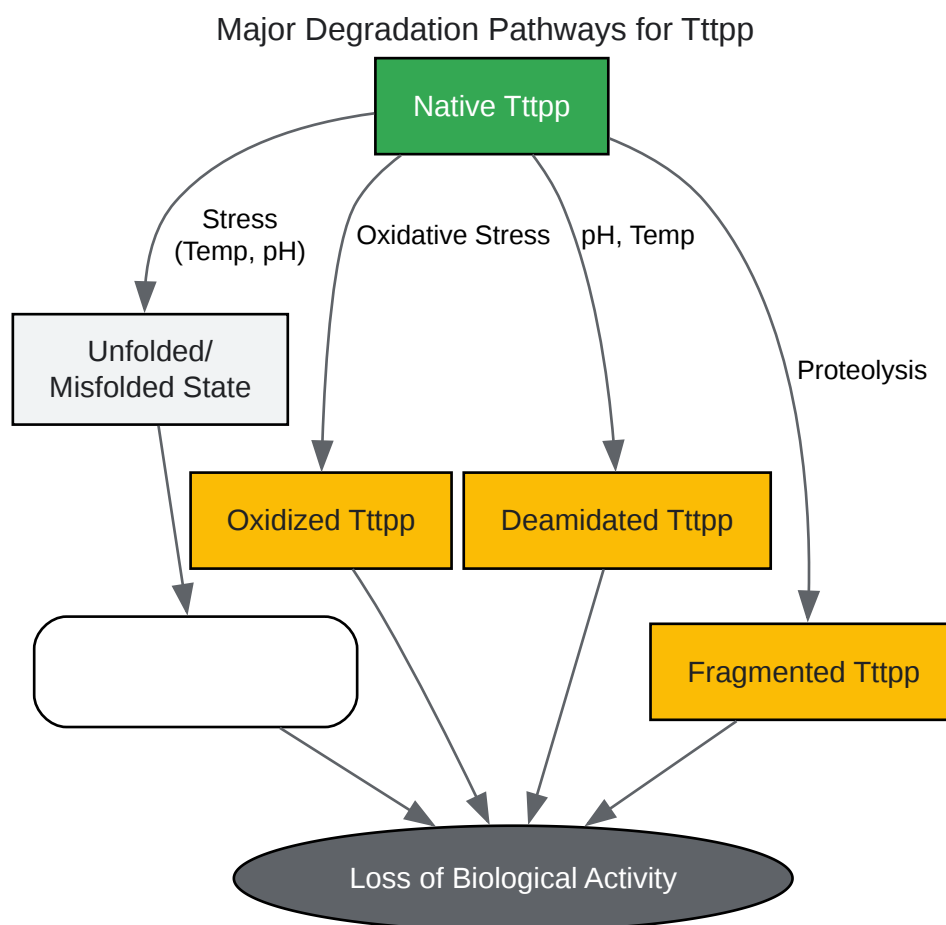 Major Degradation Pathways for Tttpp
Native Tttpp
Stress
(Temp, pH)
Oxidative Stress
pH, Temp
Unfolded/
Misfolded State
Proteolysis
Oxidized Tttpp
Deamidated Tttpp
Fragmented Tttpp
Loss of Biological Activity